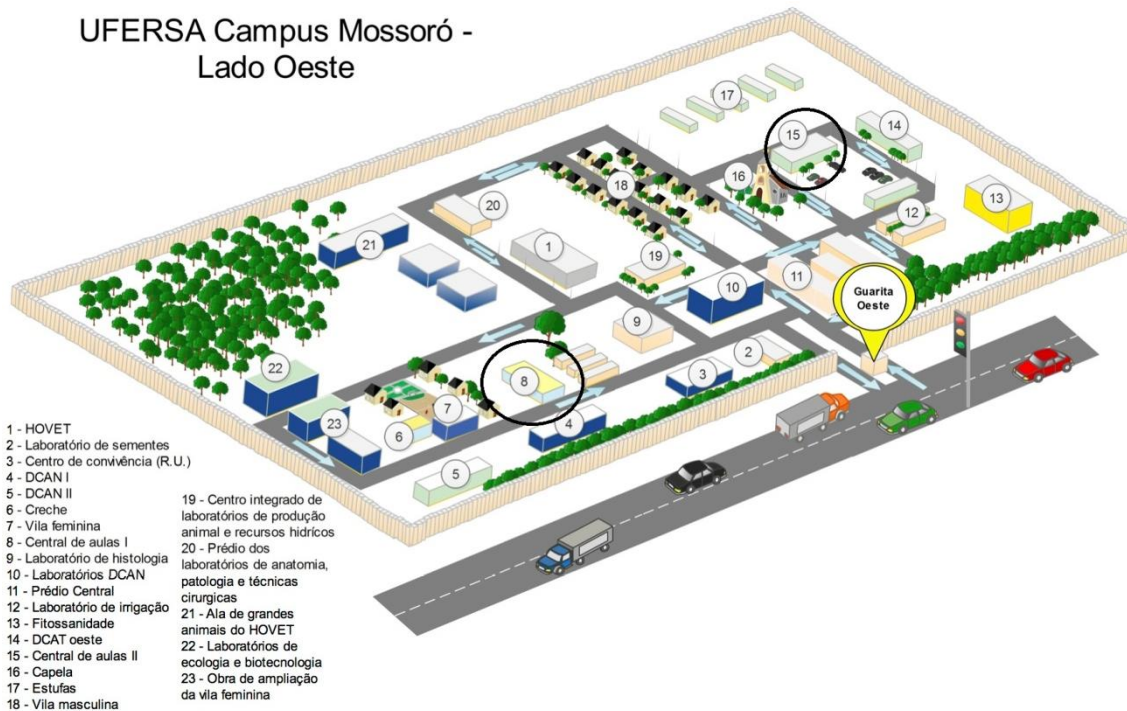 UFERSA Campus Mossoró -
Lado Oeste
17
15
14
16
18
13
20
12
21
1
19
11
10
Guarita
Oeste
9
22
8
3
2
7
23
6
4
5
1 - HOVET
2 - Laboratório de sementes
3 - Centro de convivência (R.U.)
4 - DCAN I
5 - DCAN II
6 - Creche
7 - Vila feminina
8 - Central de aulas I
9 - Laboratório de histologia
10 - Laboratórios DCAN
11 - Prédio Central
12 - Laboratório de irrigação
13 - Fitossanidade
14 - DCAT oeste
15 - Central de aulas II
16 - Capela
17 - Estufas
18 - Vila masculina
19 - Centro integrado de
laboratórios de produção
animal e recursos hidricos
20 - Prédio dos
laboratórios de anatomia,
patologia e técnicas
cirurgicas
21 - Ala de grandes
animais do HOVET
22 - Laboratórios de
ecologia e biotecnologia
23 - Obra de ampliação
da vila feminina